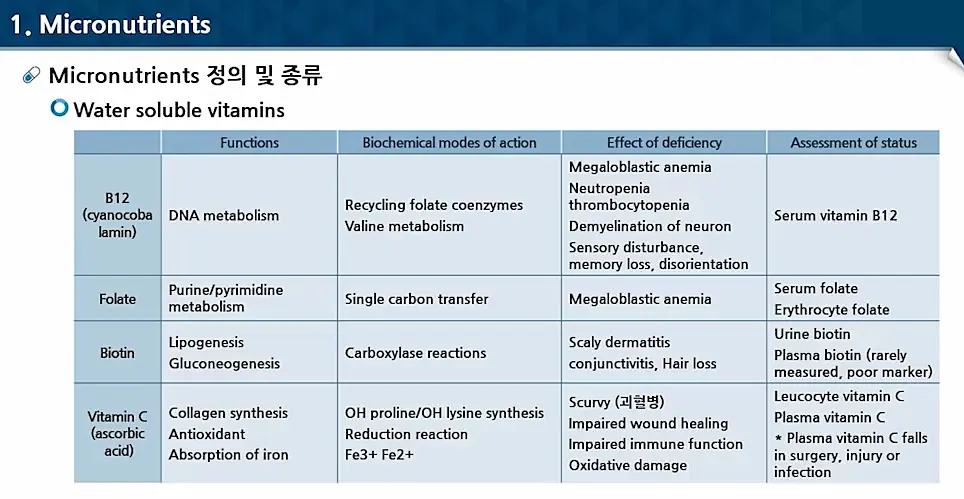 1. Micronutrients
Micronutrients 정의 및 종류
Water soluble vitamins
Functions
Biochemical modes of action
Effect of deficiency
Assessment of status
B12
(cyanocoba
lamin)
DNA metabolism
Recycling folate coenzymes
Valine metabolism
Megaloblastic anemia
Neutropenia
thrombocytopenia
Demyelination of neuron
Sensory disturbance,
memory loss, disorientation
Serum vitamin B12
Folate
Purine/pyrimidine
metabolism
Single carbon transfer
Megaloblastic anemia
Serum folate
Erythrocyte folate
Biotin
Lipogenesis
Gluconeogenesis
Carboxylase reactions
Scaly dermatitis
conjunctivitis, Hair loss
Urine biotin
Plasma biotin (rarely
measured, poor marker)
Vitamin C
(ascorbic
acid)
Collagen synthesis
Antioxidant
Absorption of iron
OH proline/OH lysine synthesis
Reduction reaction
Fe3+ Fe2+
Scurvy (괴혈병)
Impaired wound healing
Impaired immune function
Oxidative damage
Leucocyte vitamin C
Plasma vitamin C
* Plasma vitamin C falls
in surgery, injury or
infection